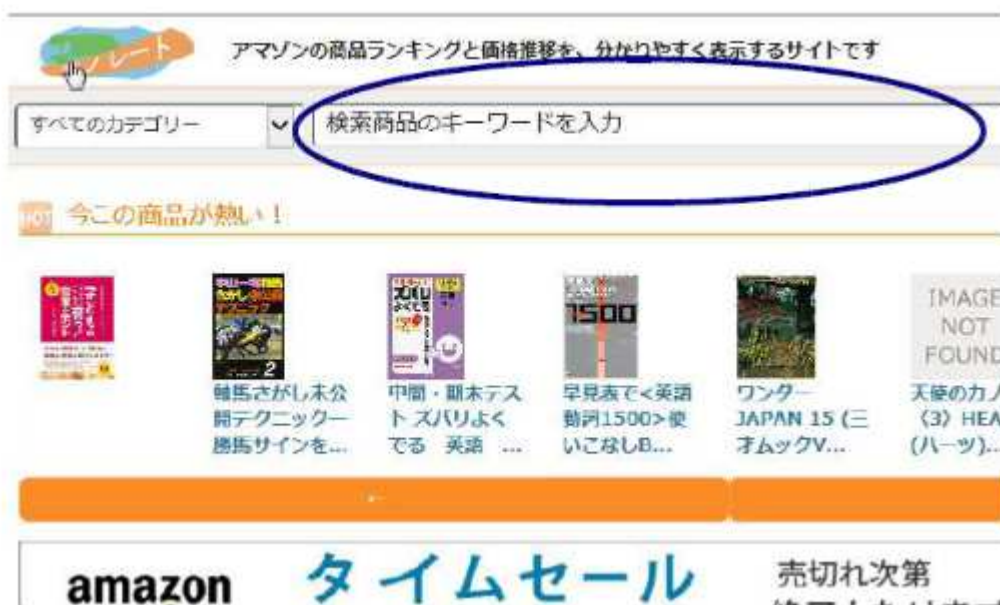 レート
アマゾンの商品ランキングと価格推移を、分かりやすく表示するサイトです
すべてのカテゴリー
検索商品のキーワードを入力
HOT 今この商品が熱い!
1500
2
IMAGE
NOT
FOUND
軸馬さがし未公
開テクニック―
勝馬サインを...
中間・期末テス
ト ズバリよく
でる 英語 ...
早見表で<英語
動詞1500>使
いこなしB...
ワンダー
JAPAN 15 (三
才ムックV...
天使のカノ
〈3〉 HEA
(ハーツ)...
←
amazon
タイムセール
売切れ次第